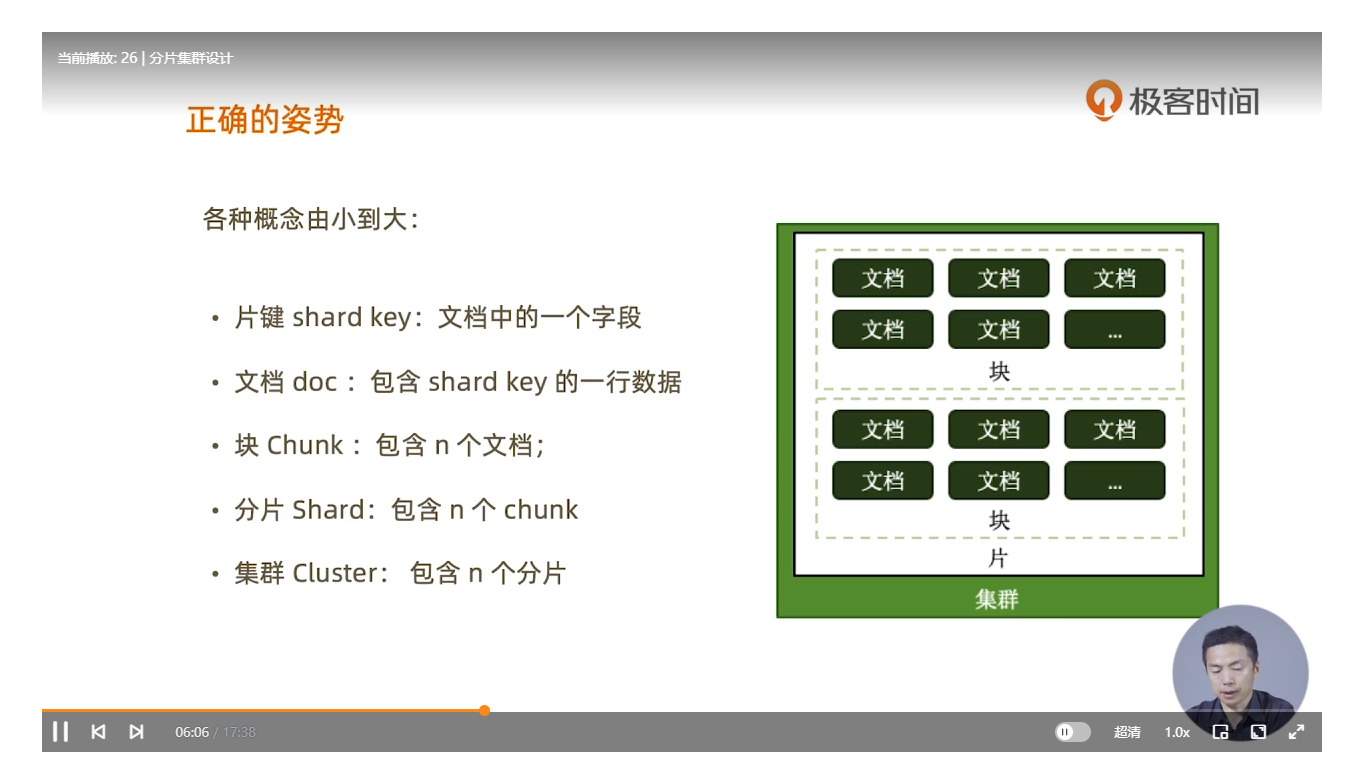 当前播放: 26 | 分片集群设计
极客时间
正确的姿势
各种概念由小到大：
• 片键 shard key：文档中的一个字段
• 文档 doc ：包含 shard key 的一行数据
• 块 Chunk ：包含 n 个文档；
• 分片 Shard：包含 n 个 chunk
• 集群 Cluster： 包含 n 个分片
文档 文档 文档
文档 文档 ...
块
文档 文档 文档
文档 文档 ...
块
片
集群
06:06 / 17:38
超清 1.0x